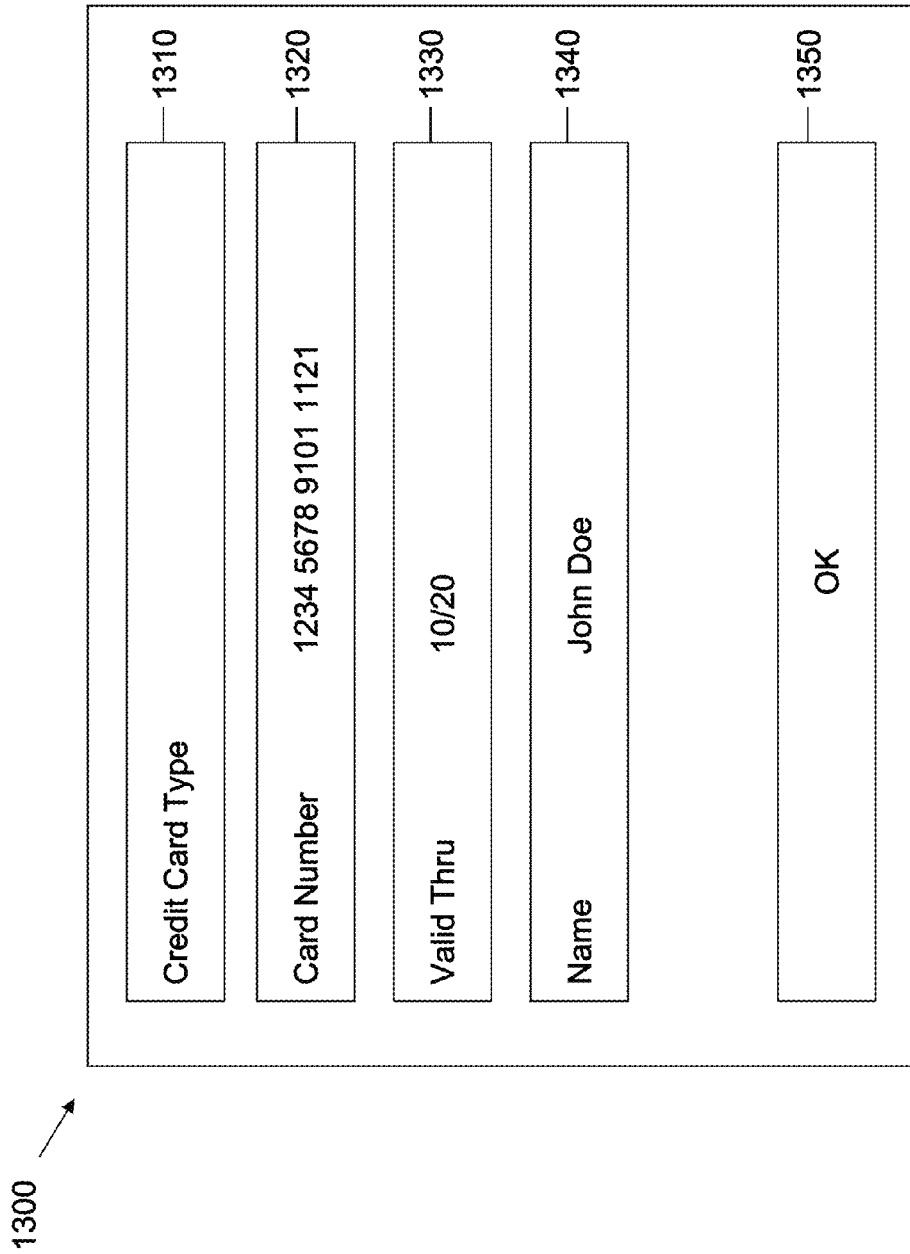 1300
Credit Card Type 1310
Card Number 1234 5678 9101 1121 1320
Valid Thru 10/20 1330
Name John Doe 1340
OK 1350